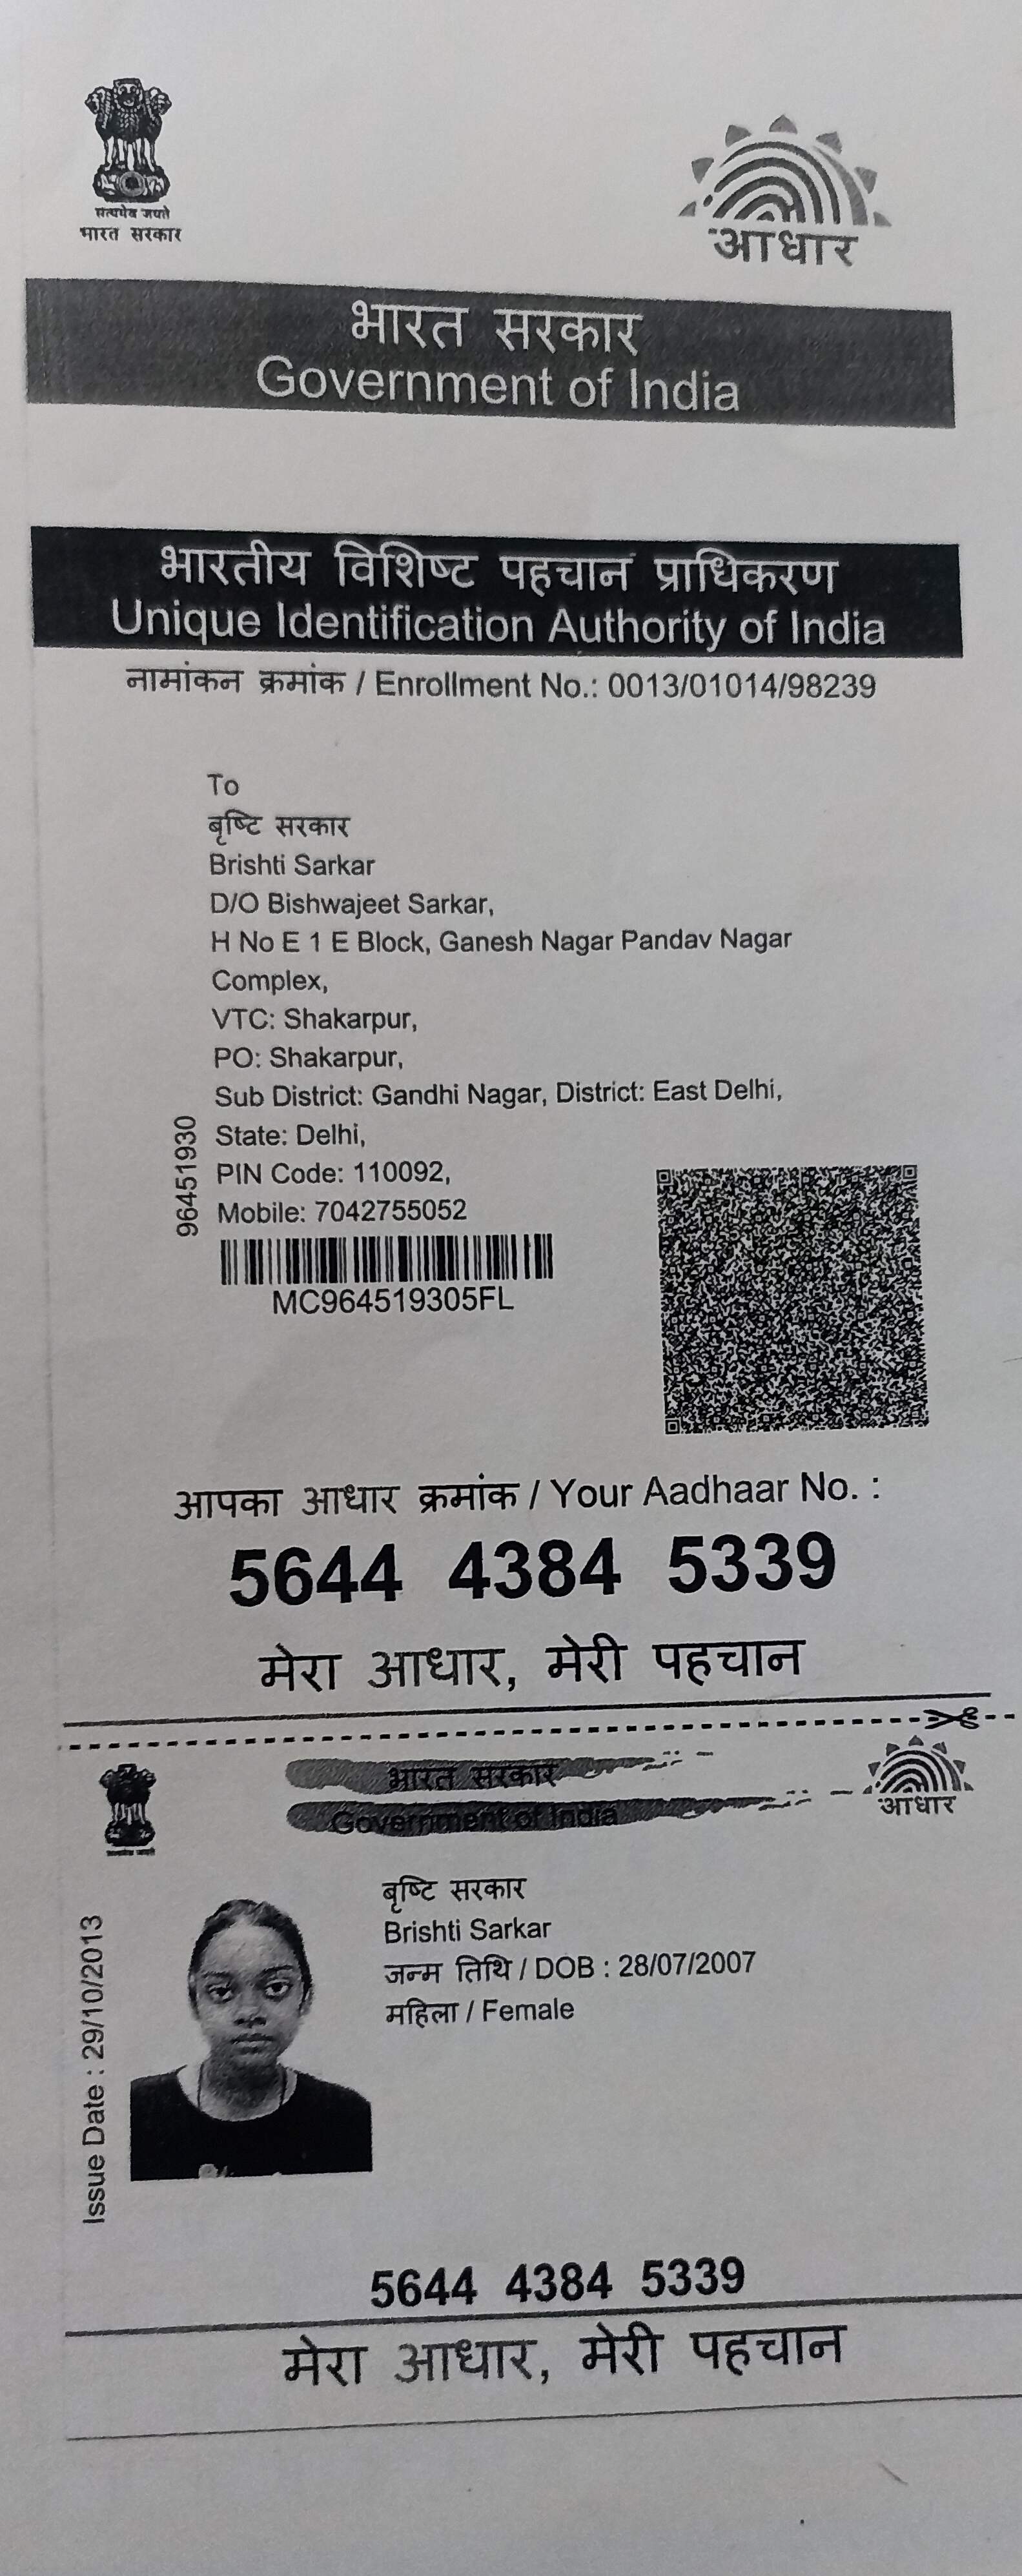 सत्यमेव जयते
भारत सरकार
आधार
भारत सरकार
Government of India
भारतीय विशिष्ट पहचान प्राधिकरण
Unique Identification Authority of India
नामांकन क्रमांक / Enrollment No.: 0013/01014/98239
To
बृष्टि सरकार
Brishti Sarkar
D/O Bishwajeet Sarkar,
H No E 1 E Block, Ganesh Nagar Pandav Nagar
Complex,
VTC: Shakarpur,
PO: Shakarpur,
Sub District: Gandhi Nagar, District: East Delhi,
State: Delhi,
PIN Code: 110092,
Mobile: 7042755052
96451930
MC964519305FL
आपका आधार क्रमांक / Your Aadhaar No. :
5644 4384 5339
मेरा आधार, मेरी पहचान
भारत सरकार
Government of India
आधार
बृष्टि सरकार
Brishti Sarkar
जन्म तिथि / DOB : 28/07/2007
महिला / Female
Issue Date : 29/10/2013
5644 4384 5339
मेरा आधार, मेरी पहचान